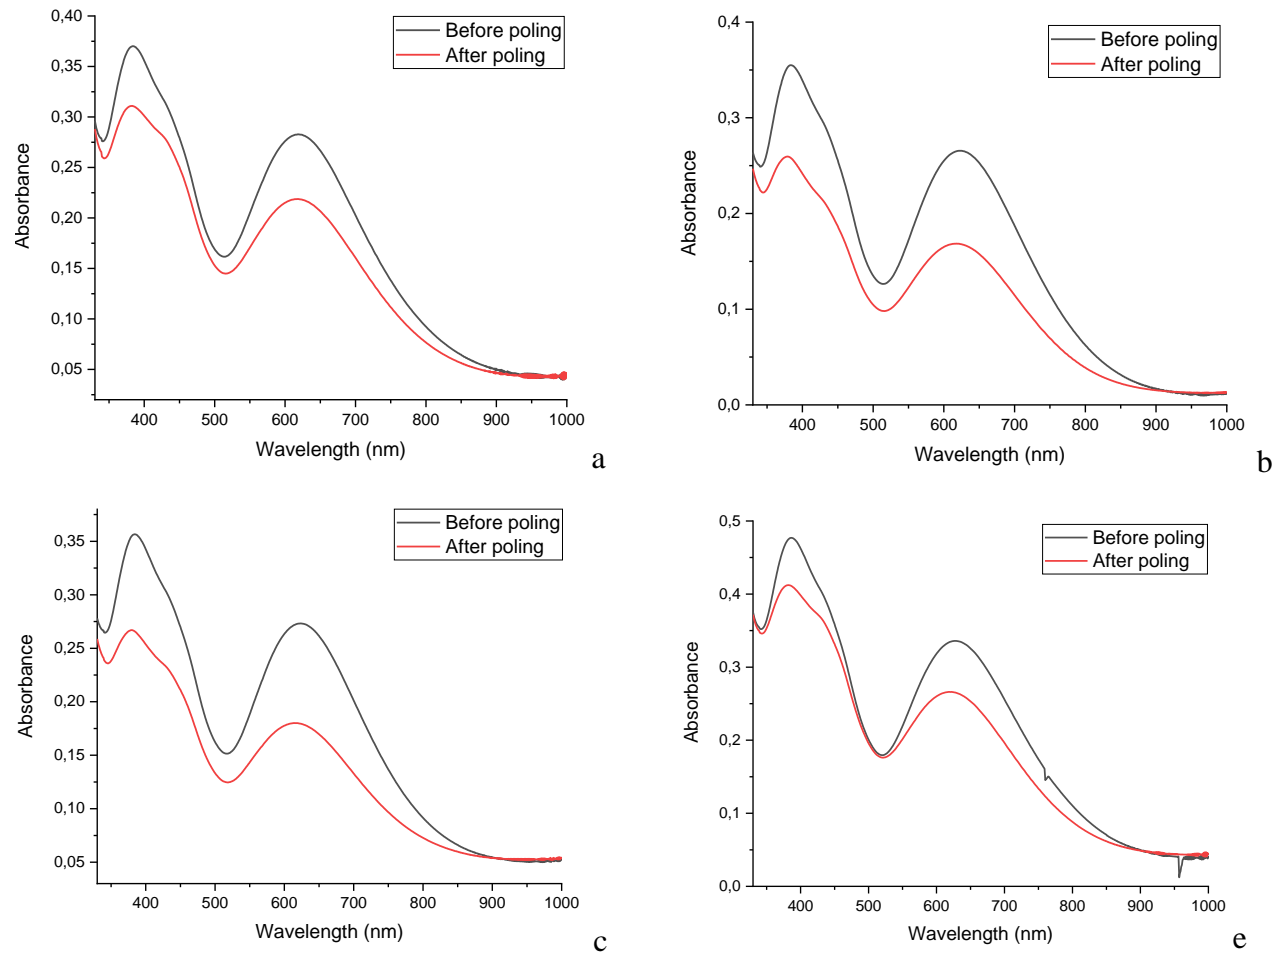 0,40
0,35
0,30
0,25
0,20
0,15
0,10
0,05
Absorbance
Before poling
After poling
400 500 600 700 800 900 1000
Wavelength (nm)
a
0,4
0,3
0,2
0,1
0,0
Absorbance
Before poling
After poling
400 500 600 700 800 900 1000
Wavelength (nm)
b
0,35
0,30
0,25
0,20
0,15
0,10
0,05
Absorbance
Before poling
After poling
400 500 600 700 800 900 1000
Wavelength (nm)
c
0,5
0,4
0,3
0,2
0,1
0,0
Absorbance
Before poling
After poling
400 500 600 700 800 900 1000
Wavelength (nm)
e